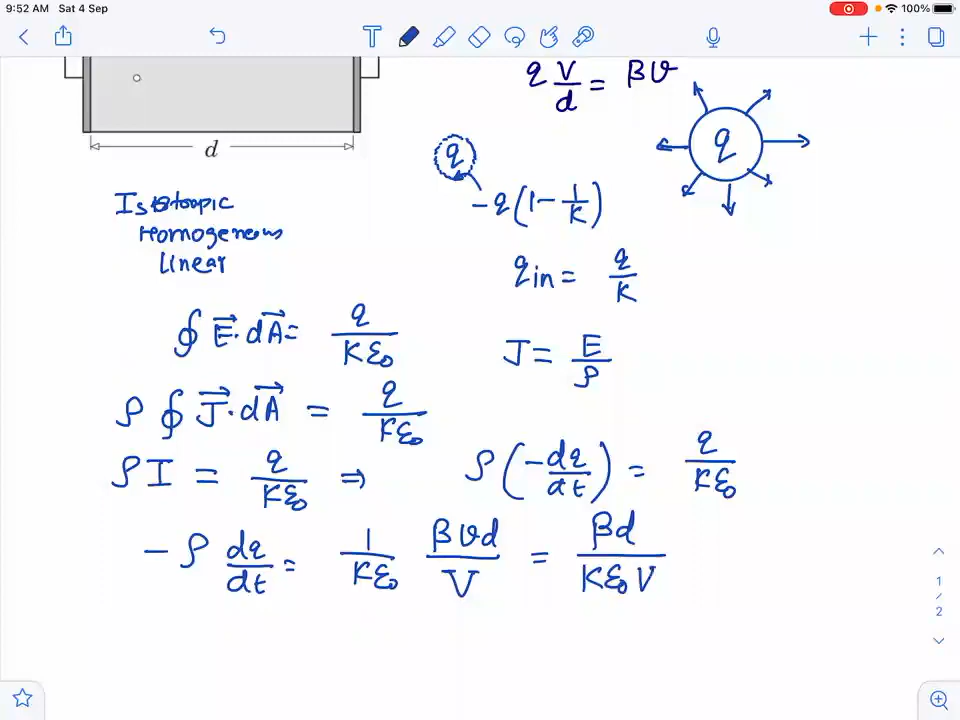 9:52 AM Sat 4 Sep 100%
T
q V/d = βv
d
q
q
-q(1 - 1/K)
Isotropic
Homogeneous
linear
q in = q/K
∮ E⃗·dA⃗ = q/Kε₀
J = E/ρ
ρ ∮ J⃗·dA⃗ = q/Kε₀
ρI = q/Kε₀ ⇒ ρ(-dq/dt) = q/Kε₀
-ρ dq/dt = 1/Kε₀ βvd/V = βd/Kε₀V
1
/
2